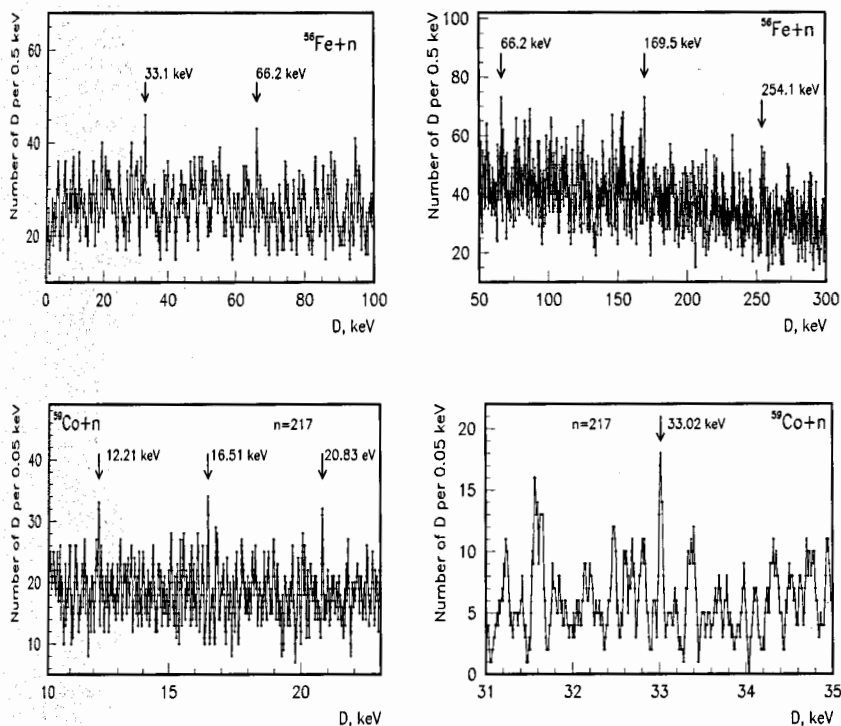 Number of D per 0.5 keV
60
40
20
⁵⁶Fe+n
33.1 keV
66.2 keV
0 20 40 60 80 100
D, keV
Number of D per 0.5 keV
100
80
60
40
20
⁵⁶Fe+n
66.2 keV
169.5 keV
254.1 keV
50 100 150 200 250 300
D, keV
Number of D per 0.05 keV
40
30
20
10
⁵⁹Co+n
n=217
12.21 keV
16.51 keV
20.83 eV
10 15 20
D, keV
Number of D per 0.05 keV
20
15
10
5
0
n=217
⁵⁹Co+n
33.02 keV
31 32 33 34 35
D, keV